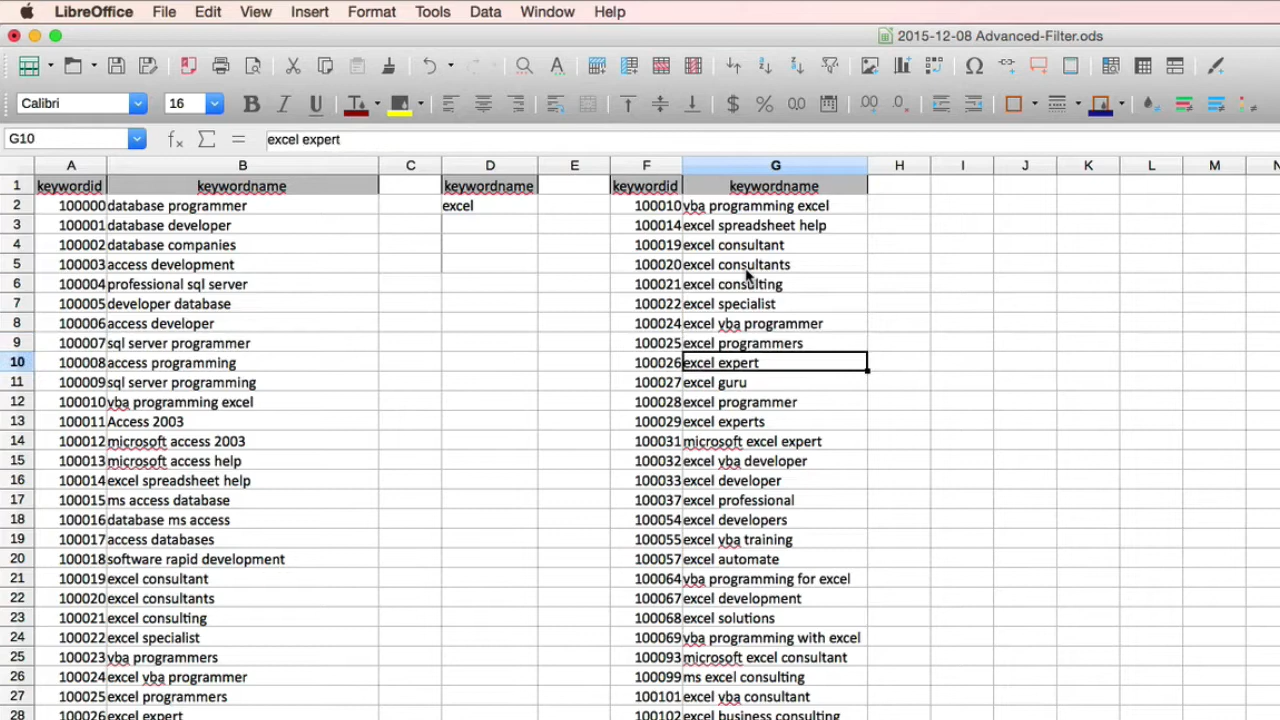 LibreOffice File Edit View Insert Format Tools Data Window Help
2015-12-08 Advanced-Filter.ods
Calibri 16
G10 excel expert
A B C D E F G H I J K L M N
1 keywordid keywordname keywordname keywordid keywordname
2 100000 database programmer excel 100010 vba programming excel
3 100001 database developer 100014 excel spreadsheet help
4 100002 database companies 100019 excel consultant
5 100003 access development 100020 excel consultants
6 100004 professional sql server 100021 excel consulting
7 100005 developer database 100022 excel specialist
8 100006 access developer 100024 excel vba programmer
9 100007 sql server programmer 100025 excel programmers
10 100008 access programming 100026 excel expert
11 100009 sql server programming 100027 excel guru
12 100010 vba programming excel 100028 excel programmer
13 100011 Access 2003 100029 excel experts
14 100012 microsoft access 2003 100031 microsoft excel expert
15 100013 microsoft access help 100032 excel vba developer
16 100014 excel spreadsheet help 100033 excel developer
17 100015 ms access database 100037 excel professional
18 100016 database ms access 100054 excel developers
19 100017 access databases 100055 excel vba training
20 100018 software rapid development 100057 excel automate
21 100019 excel consultant 100064 vba programming for excel
22 100020 excel consultants 100067 excel development
23 100021 excel consulting 100068 excel solutions
24 100022 excel specialist 100069 vba programming with excel
25 100023 vba programmers 100093 microsoft excel consultant
26 100024 excel vba programmer 100099 ms excel consulting
27 100025 excel programmers 100101 excel vba consultant
28 100026 excel expert 100102 excel business consulting